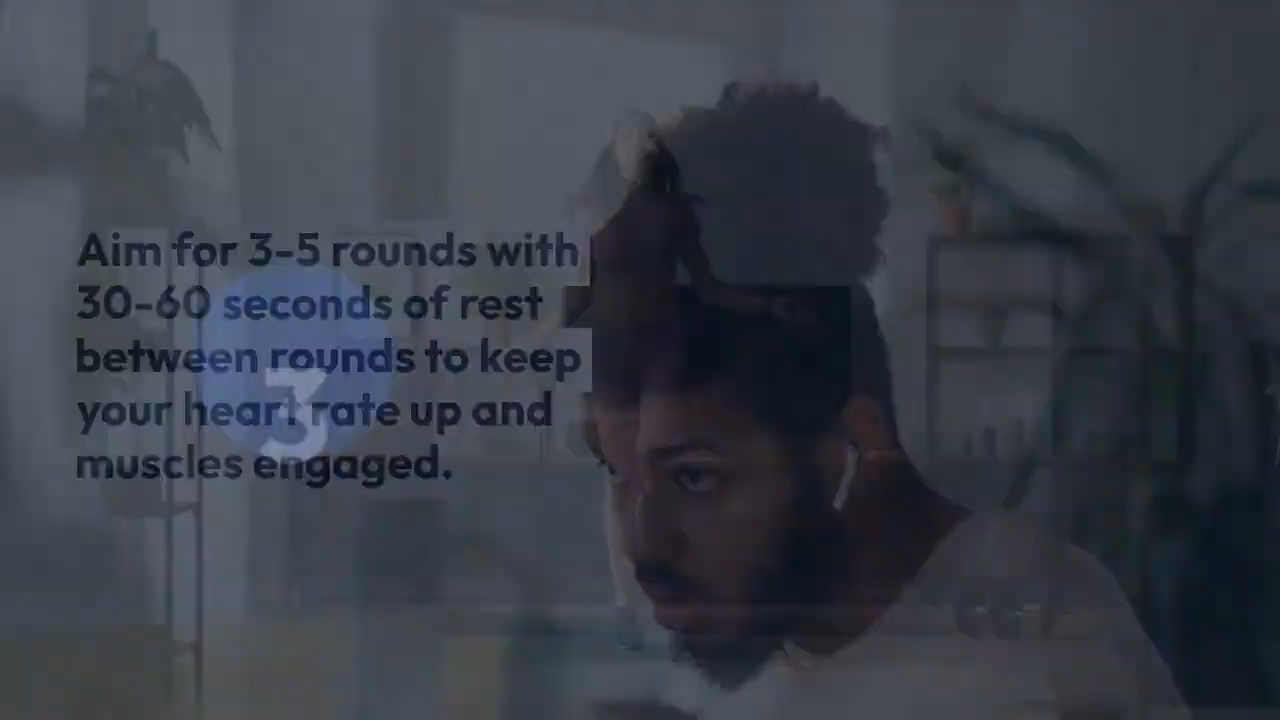 Aim for 3-5 rounds with
30-60 seconds of rest
between rounds to keep
your heart rate up and
muscles engaged.
3